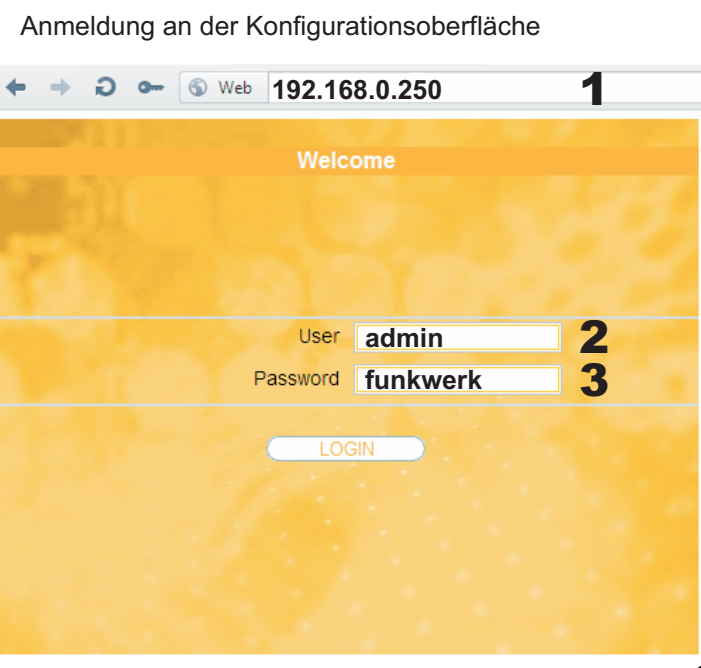 Anmeldung an der Konfigurationsoberfläche
Web 192.168.0.250 1
Welcome
User admin 2
Password funkwerk 3
LOGIN